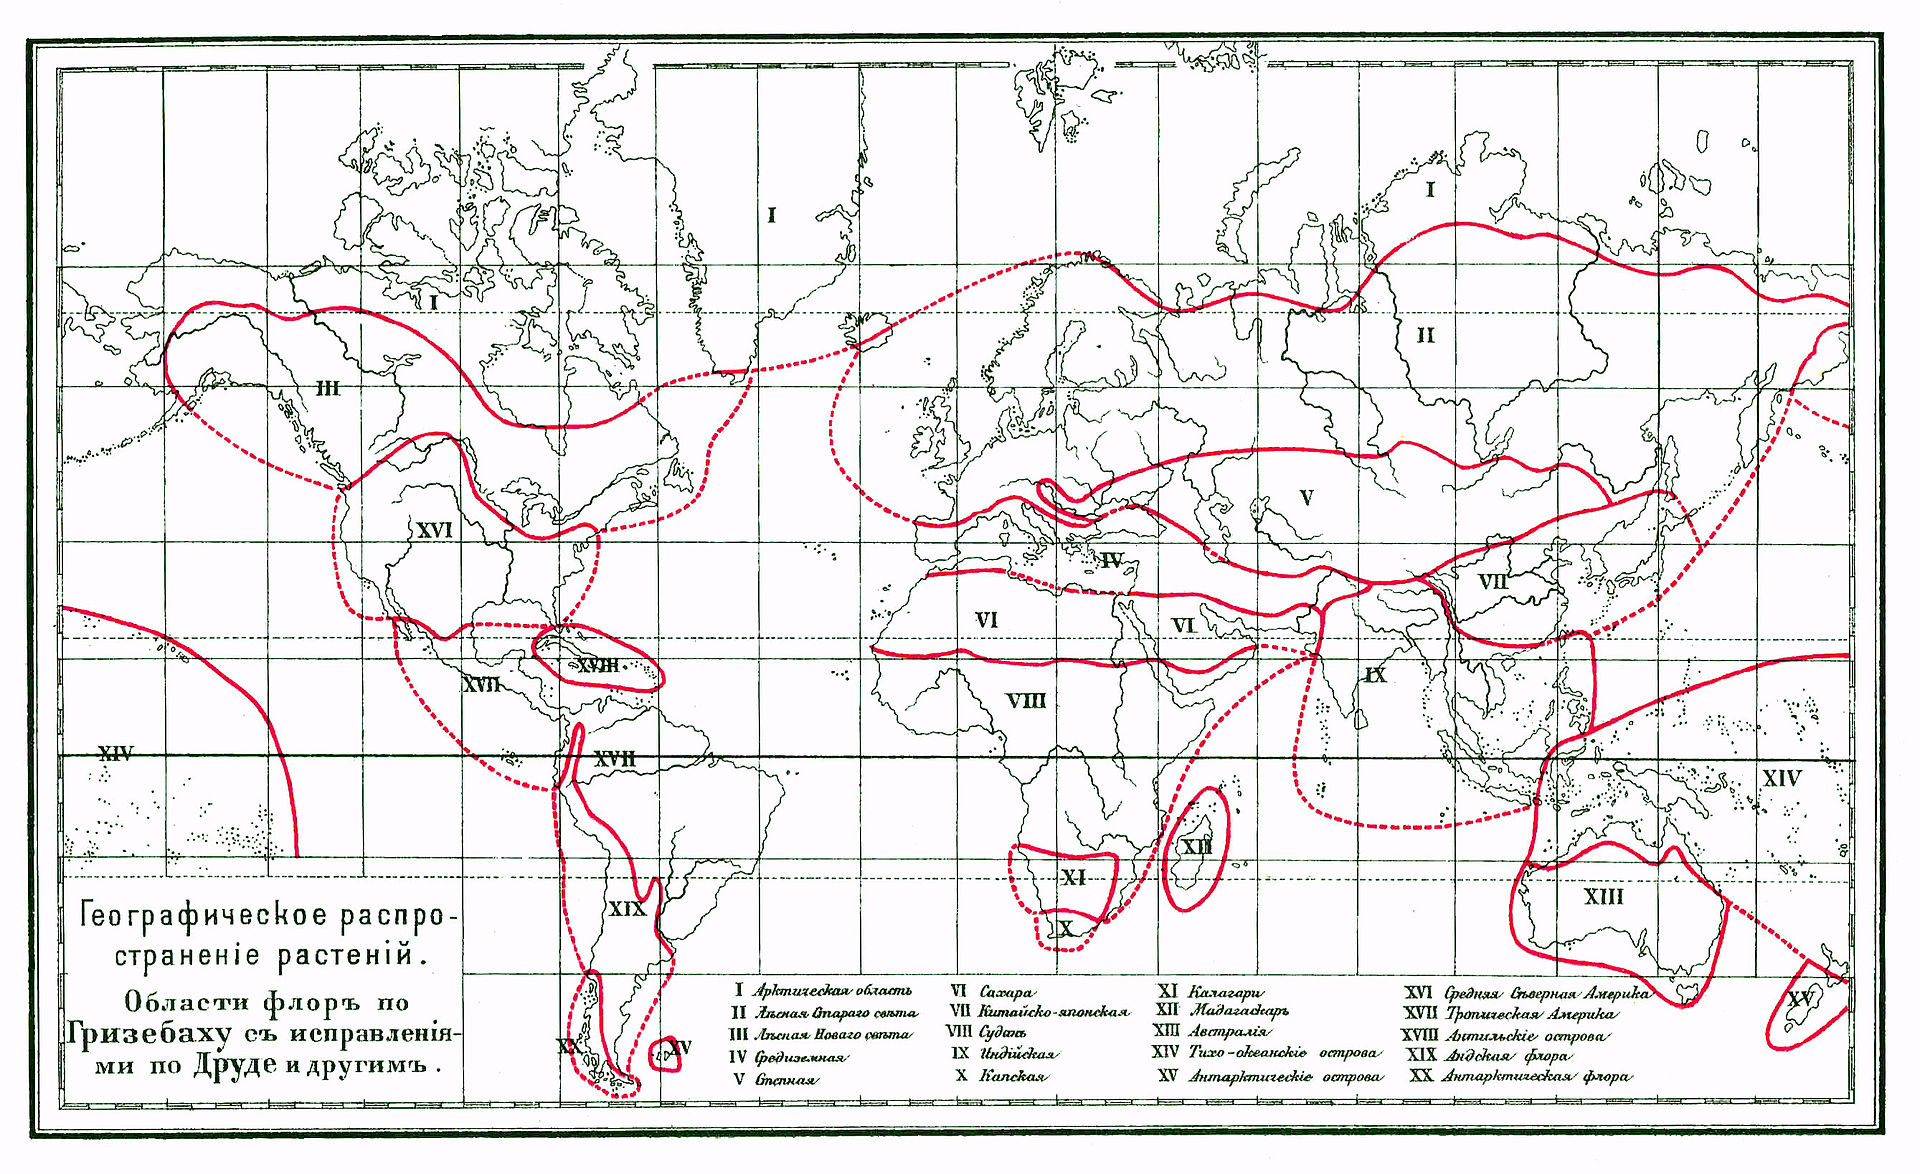 I
I
I
II
III
V
XVI
IV
VII
VI
VI
XVIII
IX
XVII
VIII
XIV
XVII
XIV
XII
XI
XIII
XIX
X
XV
XX
XV
Географическое распро-
страненіе растеній.
Области флоръ по
Гризебаху съ исправленія-
ми по Друде и другимъ.
I Арктическая область
II Лѣсная Стараго свѣта
III Лѣсная Новаго свѣта
IV Средиземная
V Степная
VI Сахара
VII Китайско-японская
VIII Суданъ
IX Индійская
X Капская
XI Калагари
XII Мадагаскаръ
XIII Австралія
XIV Тихо-океанскіе острова
XV Антарктическіе острова
XVI Средняя Сѣверная Америка
XVII Тропическая Америка
XVIII Антильскіе острова
XIX Андская флора
XX Антарктическая флора